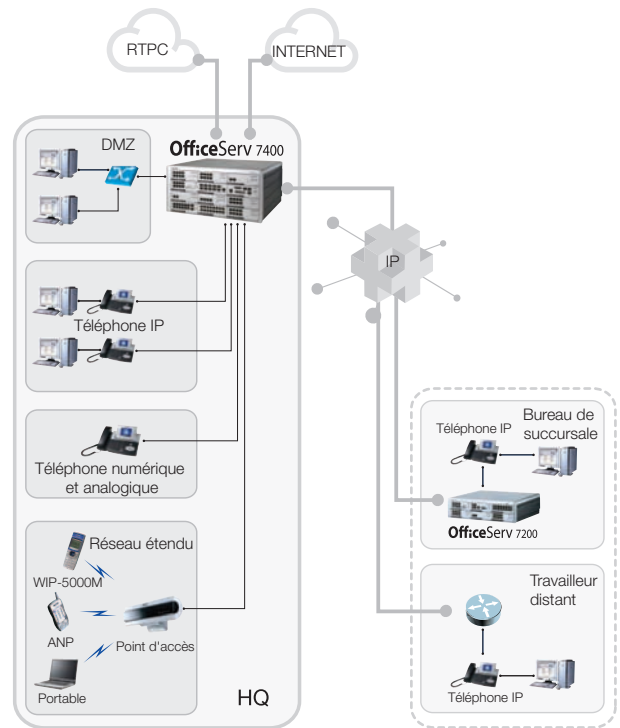 RTPC
INTERNET
DMZ
OfficeServ 7400
IP
Téléphone IP
Téléphone numérique
et analogique
Réseau étendu
WIP-5000M
ANP
Point d'accès
Portable
HQ
Bureau de
succursale
Téléphone IP
OfficeServ 7200
Travailleur
distant
Téléphone IP